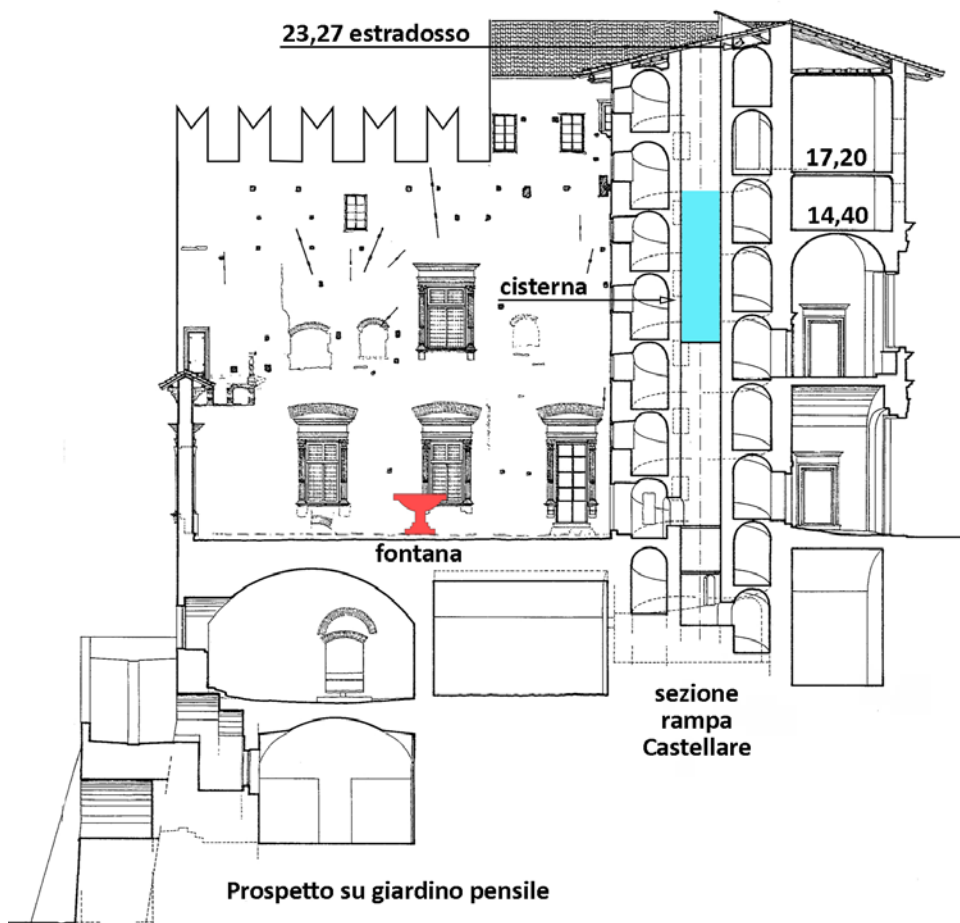 23,27 estradosso
17,20
14,40
cisterna
fontana
sezione
rampa
Castellare
Prospetto su giardino pensile